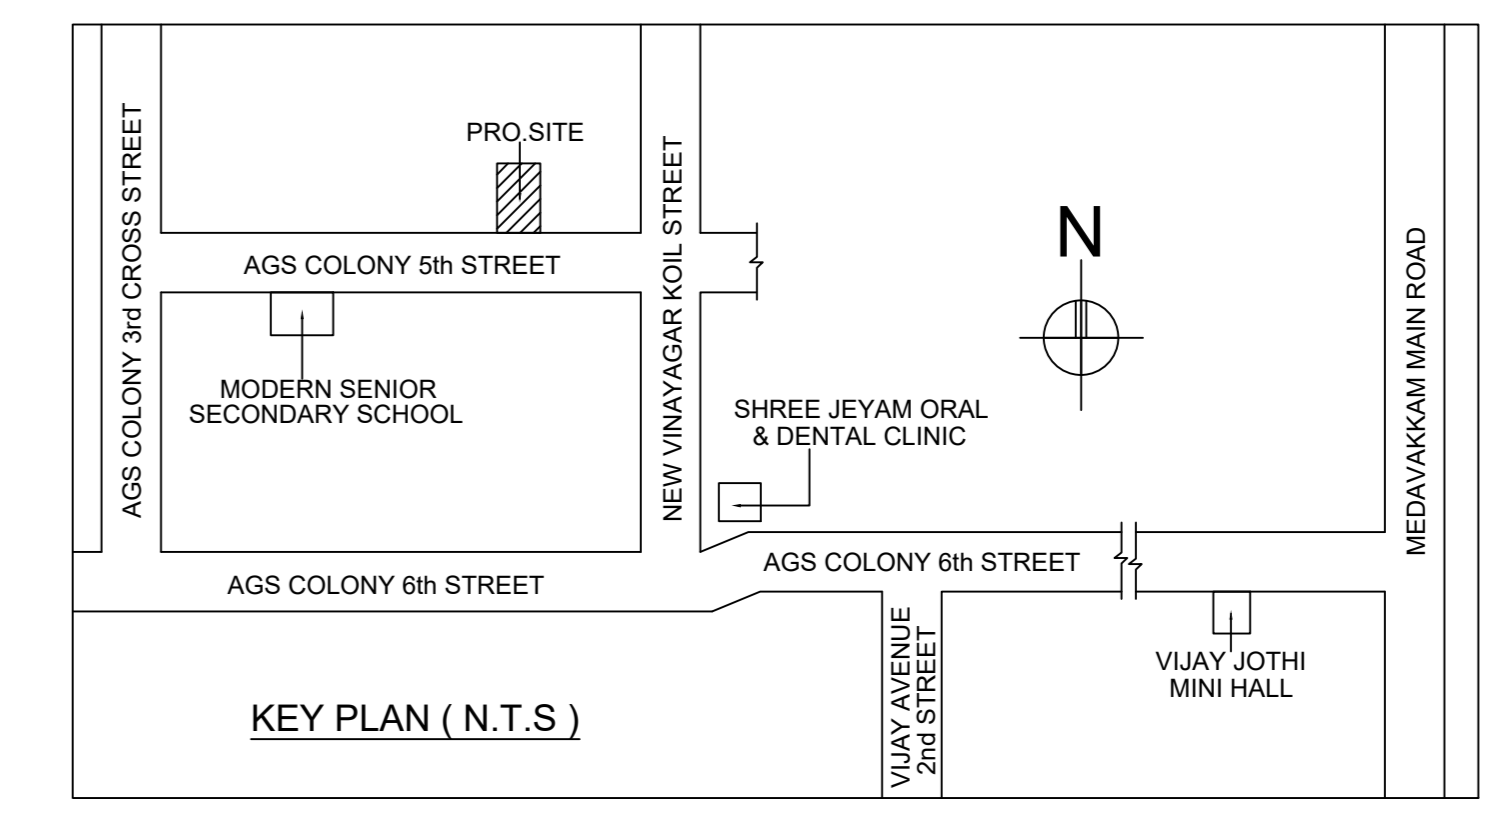 PRO.SITE
AGS COLONY 3rd CROSS STREET
NEW VINAYAGAR KOIL STREET
N
MEDAVAKKAM MAIN ROAD
AGS COLONY 5th STREET
MODERN SENIOR
SECONDARY SCHOOL
SHREE JEYAM ORAL
& DENTAL CLINIC
AGS COLONY 6th STREET
AGS COLONY 6th STREET
VIJAY AVENUE
2nd STREET
VIJAY JOTHI
MINI HALL
KEY PLAN ( N.T.S )